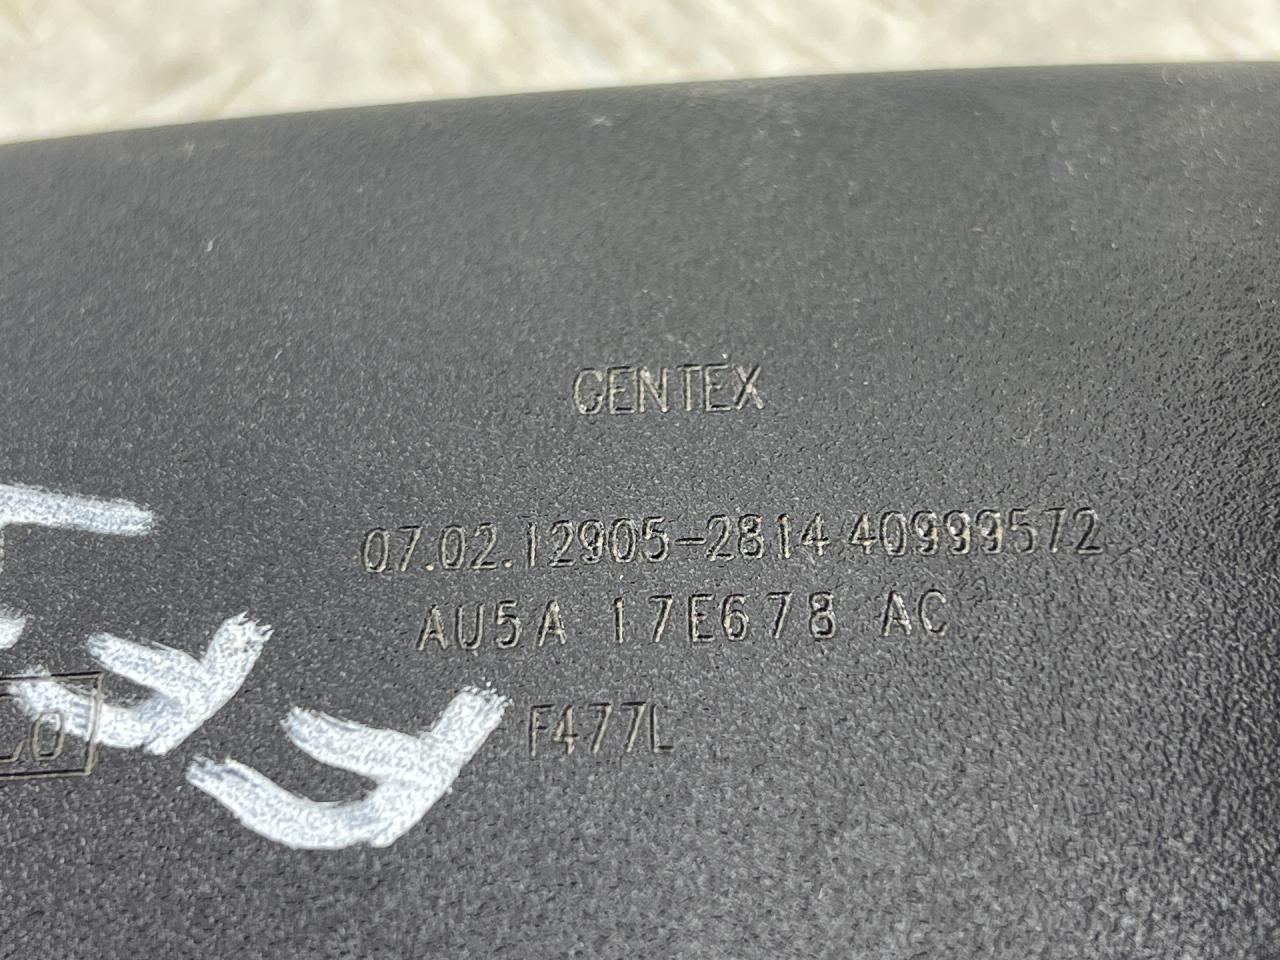 GENTEX
07.02.12905-2814 40999572
AU5A 17E678 AC
F477L